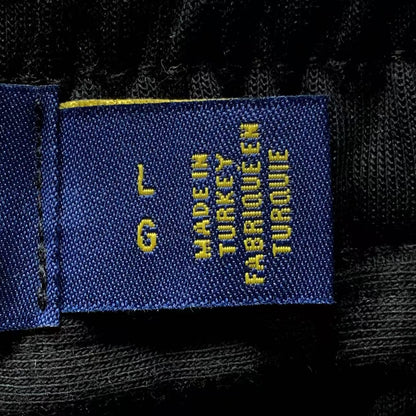 L
G
MADE IN
TURKEY
FABRIQUE EN
TURQUIE